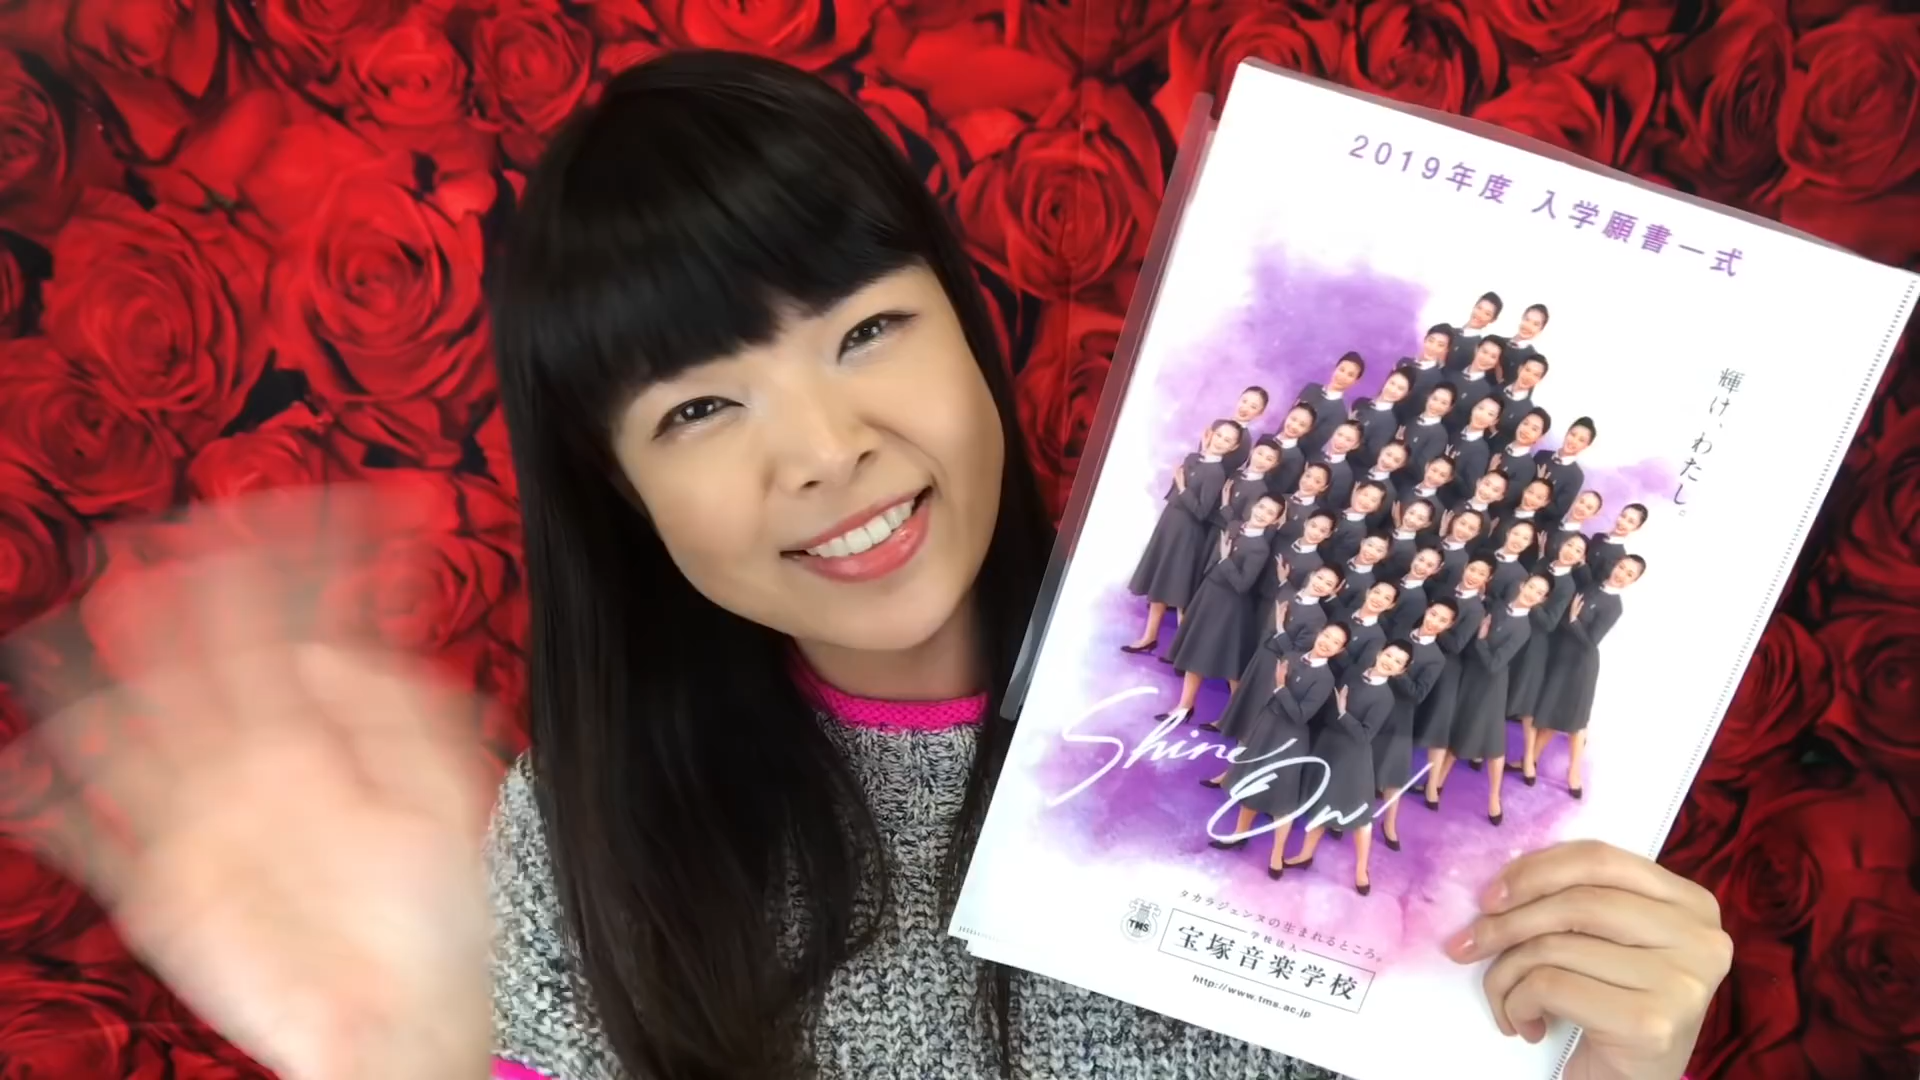 2019年度 入学願書一式
輝け、わたし。
Shine On!
タカラジェンヌの生まれるところ。
TMS
学校法人
宝塚音楽学校
http://www.tms.ac.jp